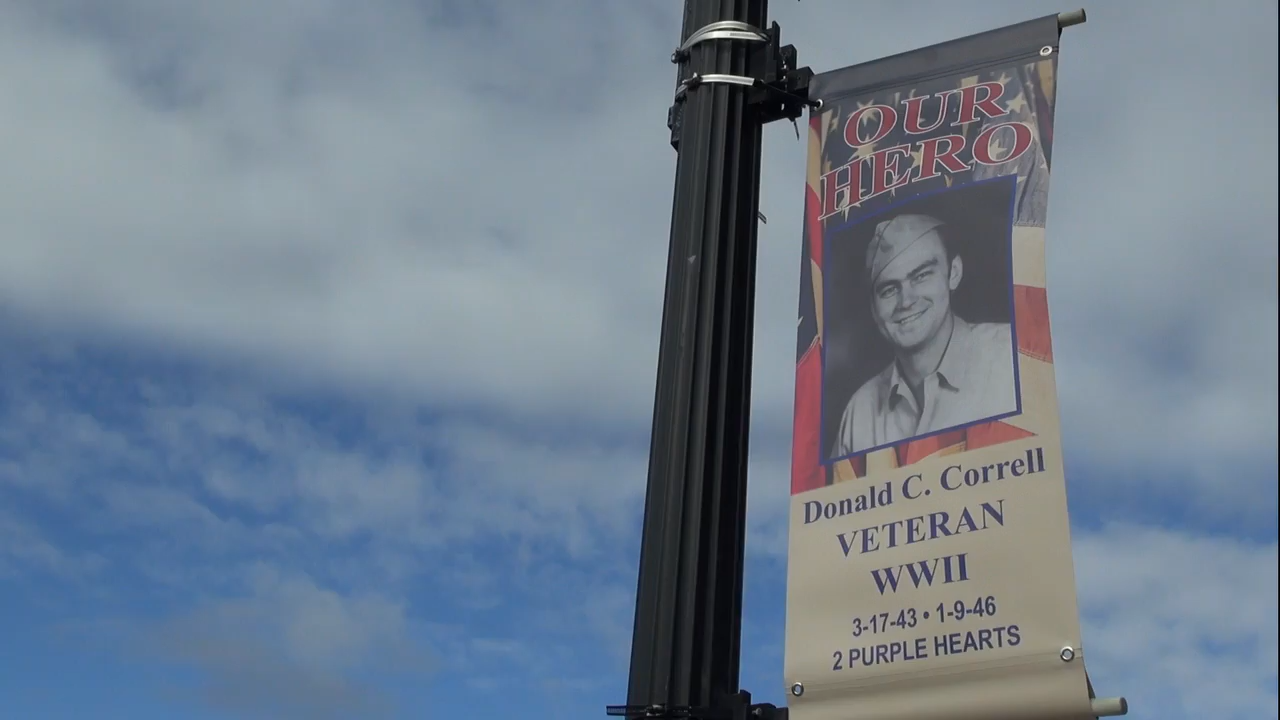 OUR
HERO
Donald C. Correll
VETERAN
WWII
3-17-43 • 1-9-46
2 PURPLE HEARTS